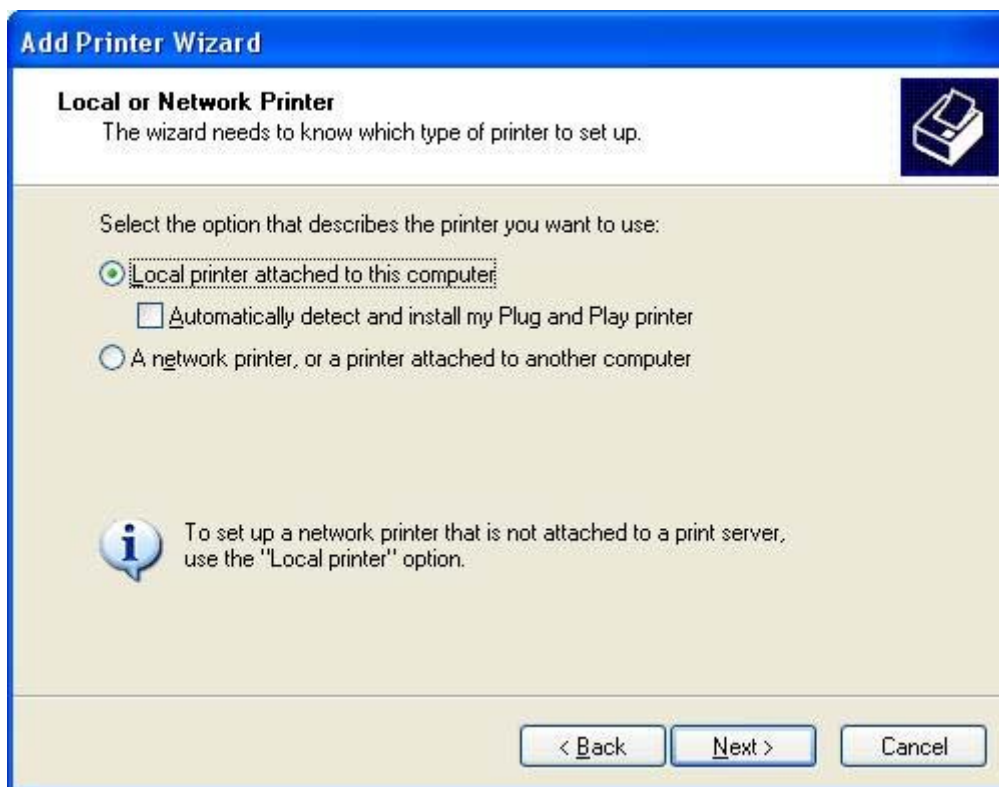 Add Printer Wizard
Local or Network Printer
The wizard needs to know which type of printer to set up.
Select the option that describes the printer you want to use:
Local printer attached to this computer
Automatically detect and install my Plug and Play printer
A network printer, or a printer attached to another computer
To set up a network printer that is not attached to a print server,
use the "Local printer" option.
< Back Next > Cancel